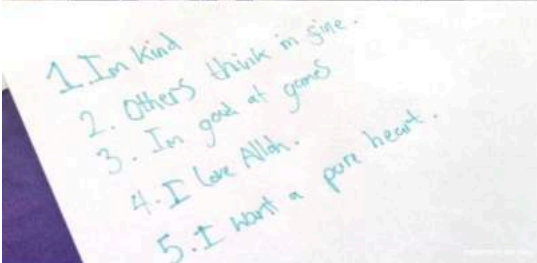 1. Im kind
2. Others think im fine.
3. Im good at games
4. I love Allah.
5. I want a pure heart.